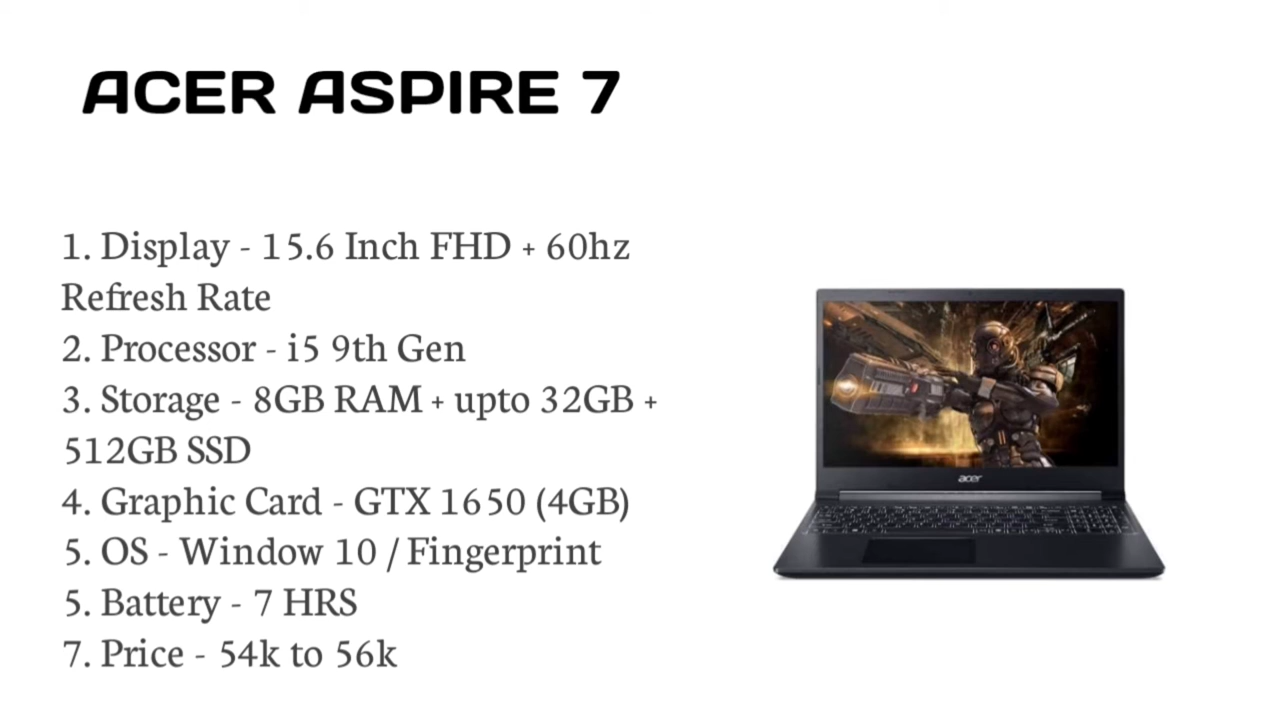 ACER ASPIRE 7
1. Display - 15.6 Inch FHD + 60hz
Refresh Rate
2. Processor - i5 9th Gen
3. Storage - 8GB RAM + upto 32GB +
512GB SSD
4. Graphic Card - GTX 1650 (4GB)
5. OS - Window 10 / Fingerprint
5. Battery - 7 HRS
7. Price - 54k to 56k
acer